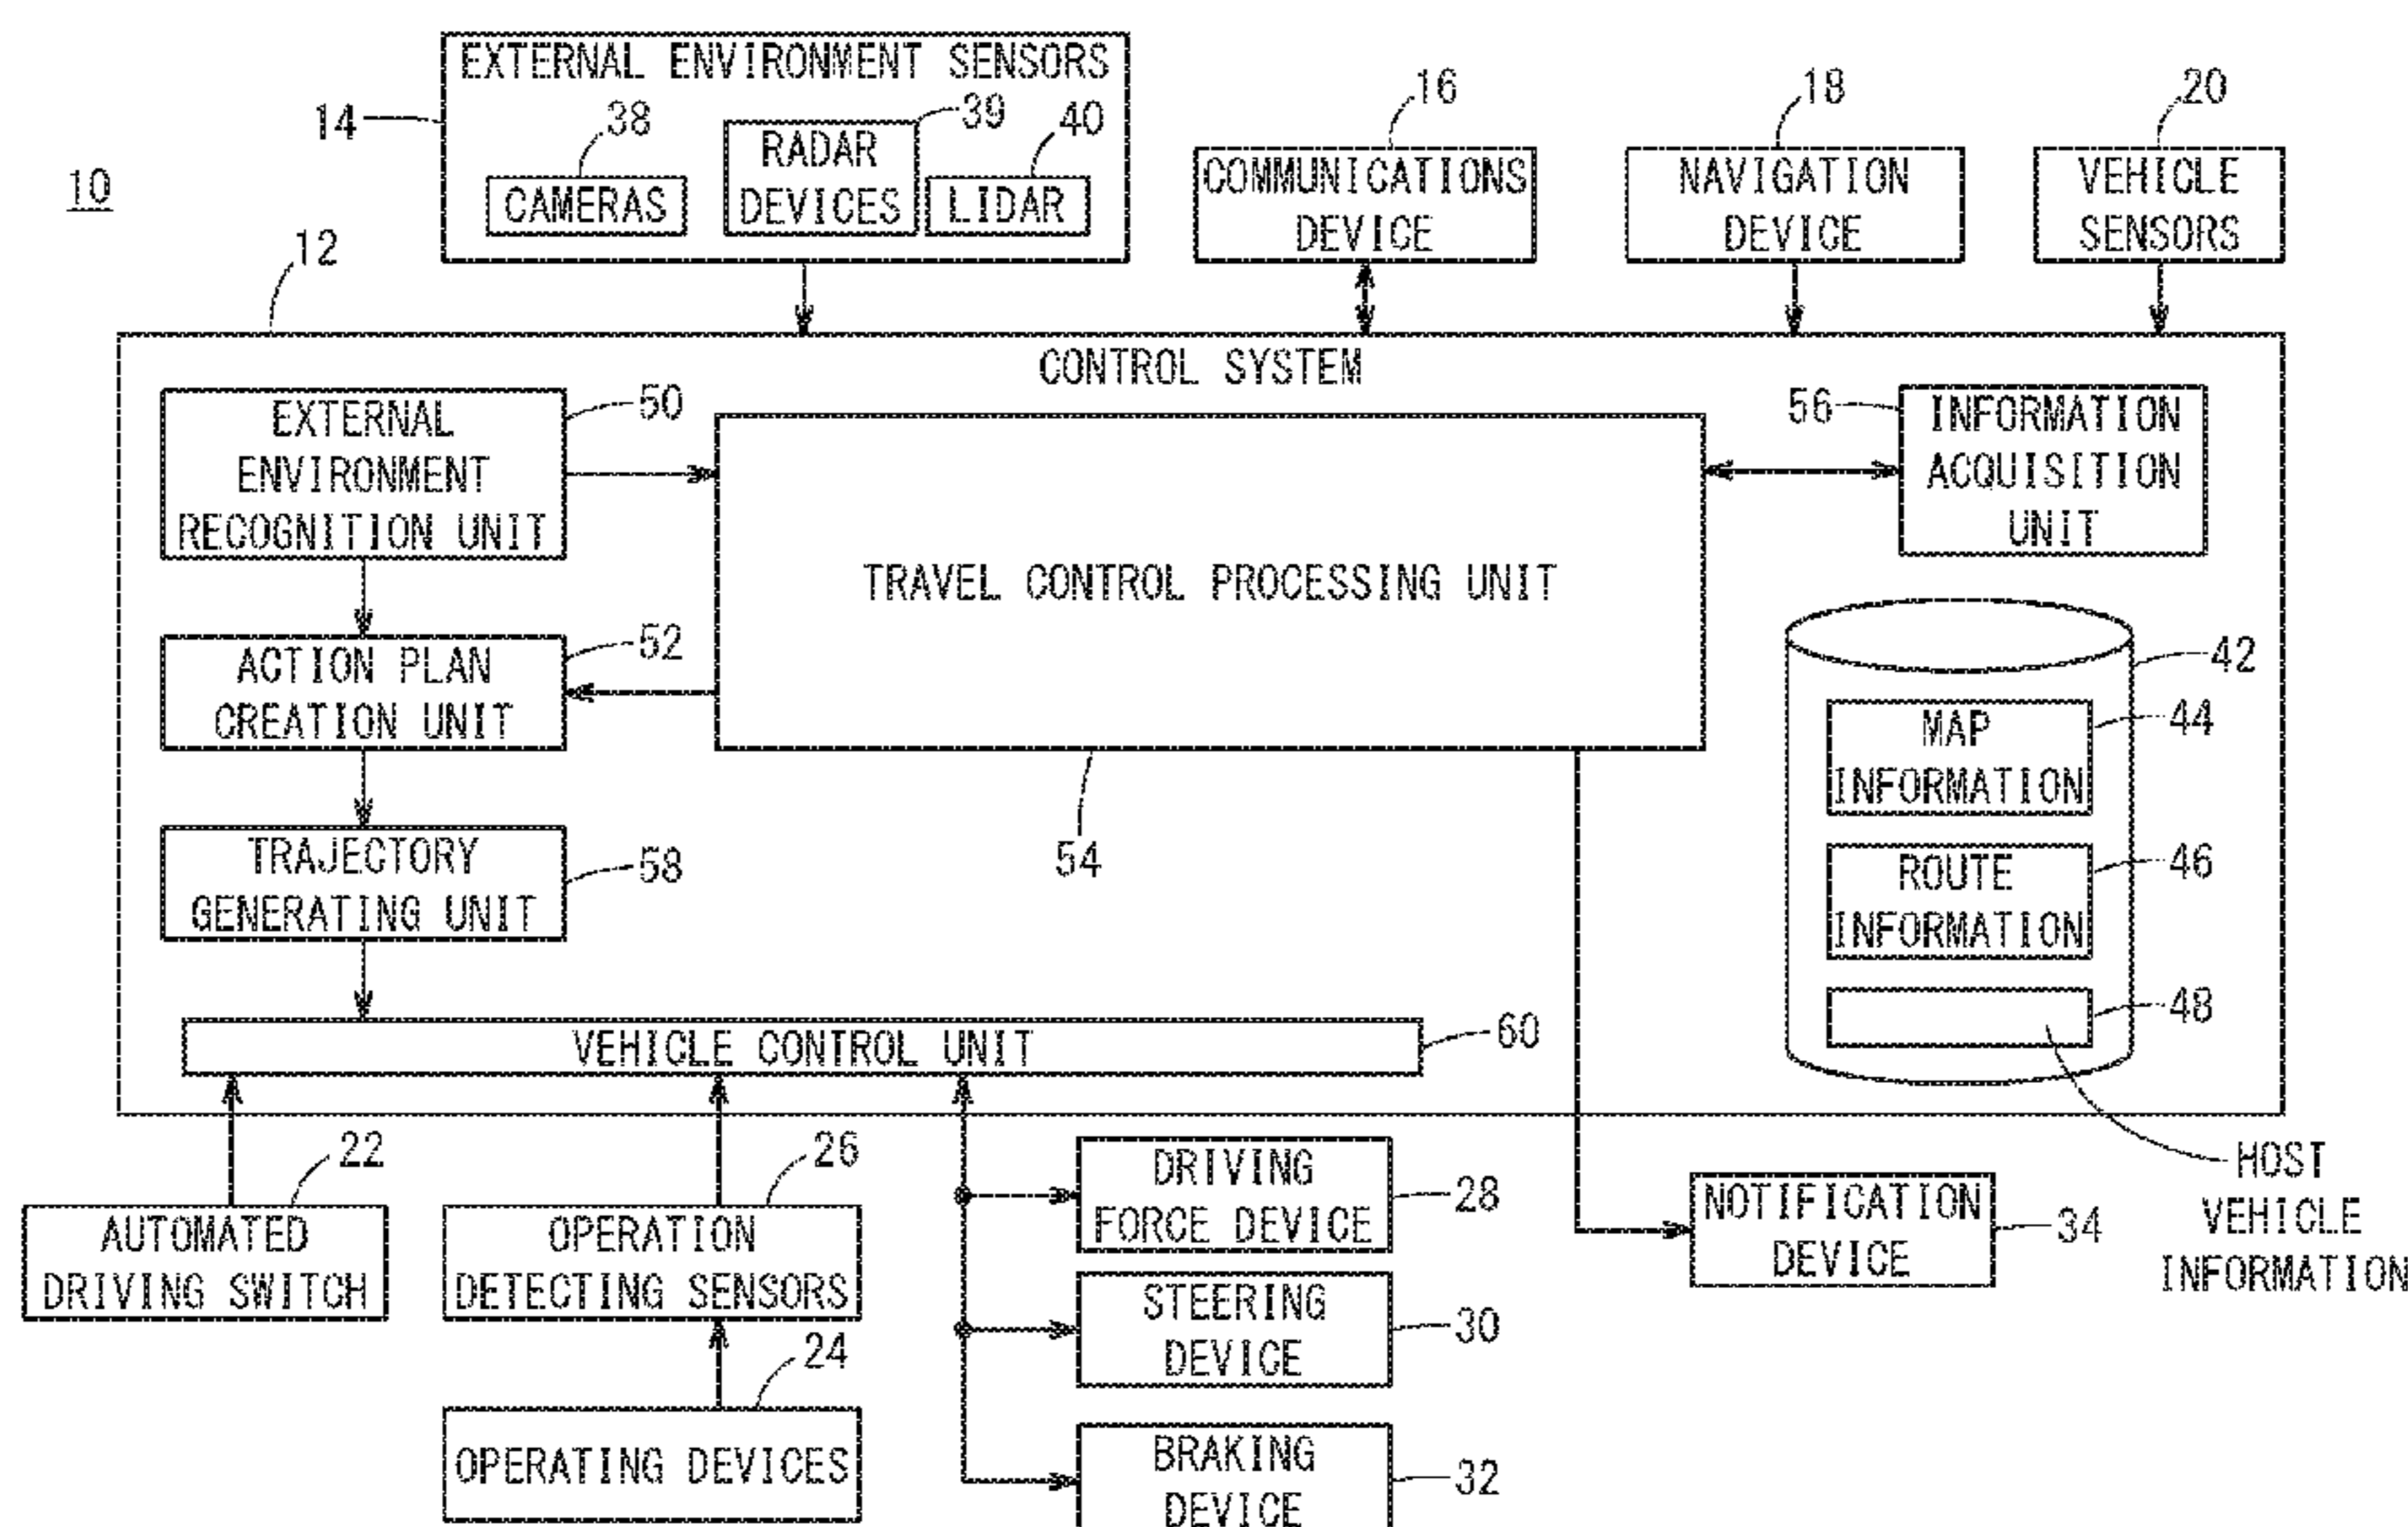 EXTERNAL ENVIRONMENT SENSORS
14
38
39
40
CAMERAS
RADAR
DEVICES
LIDAR
16
COMMUNICATIONS
DEVICE
18
NAVIGATION
DEVICE
20
VEHICLE
SENSORS
10
12
CONTROL SYSTEM
EXTERNAL
ENVIRONMENT
RECOGNITION UNIT
50
TRAVEL CONTROL PROCESSING UNIT
54
56
INFORMATION
ACQUISITION
UNIT
ACTION PLAN
CREATION UNIT
52
42
MAP
INFORMATION
44
TRAJECTORY
GENERATING UNIT
58
ROUTE
INFORMATION
46
48
VEHICLE CONTROL UNIT
60
HOST
VEHICLE
INFORMATION
22
AUTOMATED
DRIVING SWITCH
26
OPERATION
DETECTING SENSORS
24
OPERATING DEVICES
DRIVING
FORCE DEVICE
28
STEERING
DEVICE
30
BRAKING
DEVICE
32
NOTIFICATION
DEVICE
34